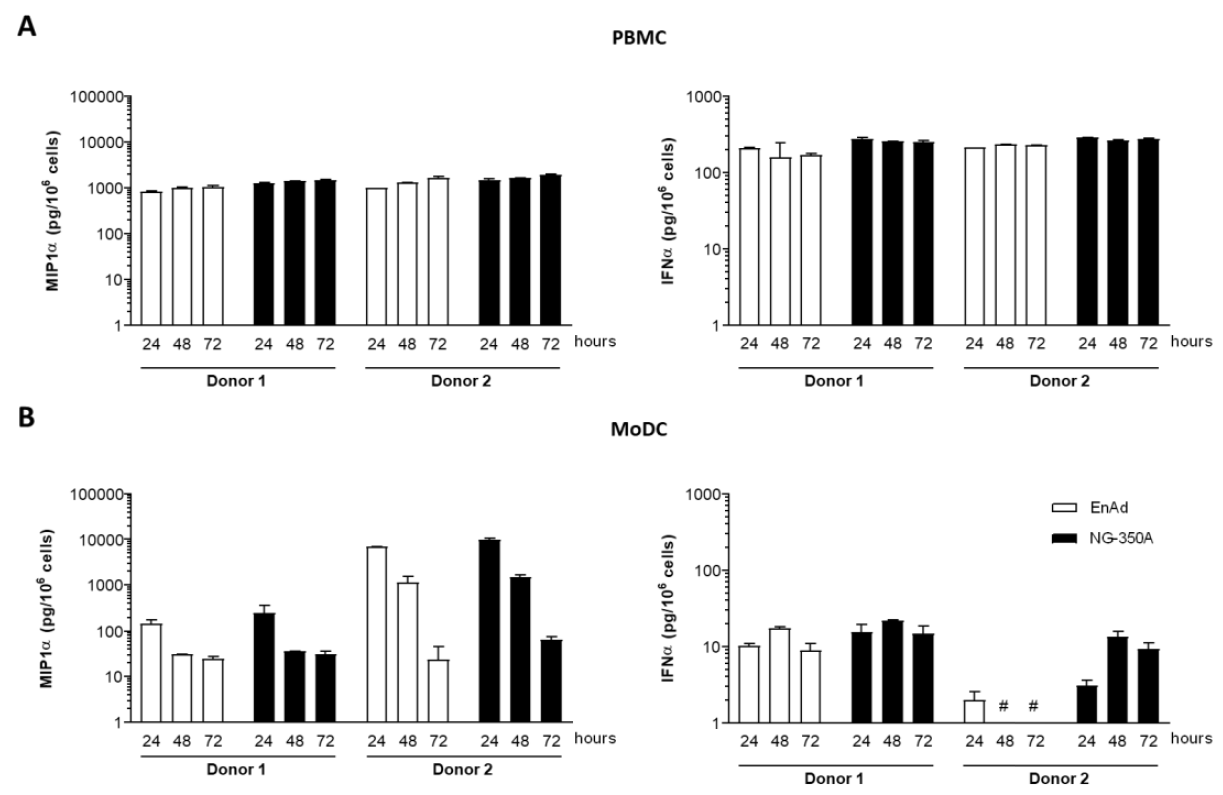 A
PBMC
MIP1α (pg/10⁶ cells)
100000
10000
1000
100
10
1
24 48 72 24 48 72 24 48 72 24 48 72 hours
Donor 1 Donor 2
IFNα (pg/10⁶ cells)
1000
100
10
1
24 48 72 24 48 72 24 48 72 24 48 72 hours
Donor 1 Donor 2
B
MoDC
MIP1α (pg/10⁶ cells)
100000
10000
1000
100
10
1
24 48 72 24 48 72 24 48 72 24 48 72 hours
Donor 1 Donor 2
IFNα (pg/10⁶ cells)
1000
100
10
1
EnAd
NG-350A
# #
24 48 72 24 48 72 24 48 72 24 48 72 hours
Donor 1 Donor 2